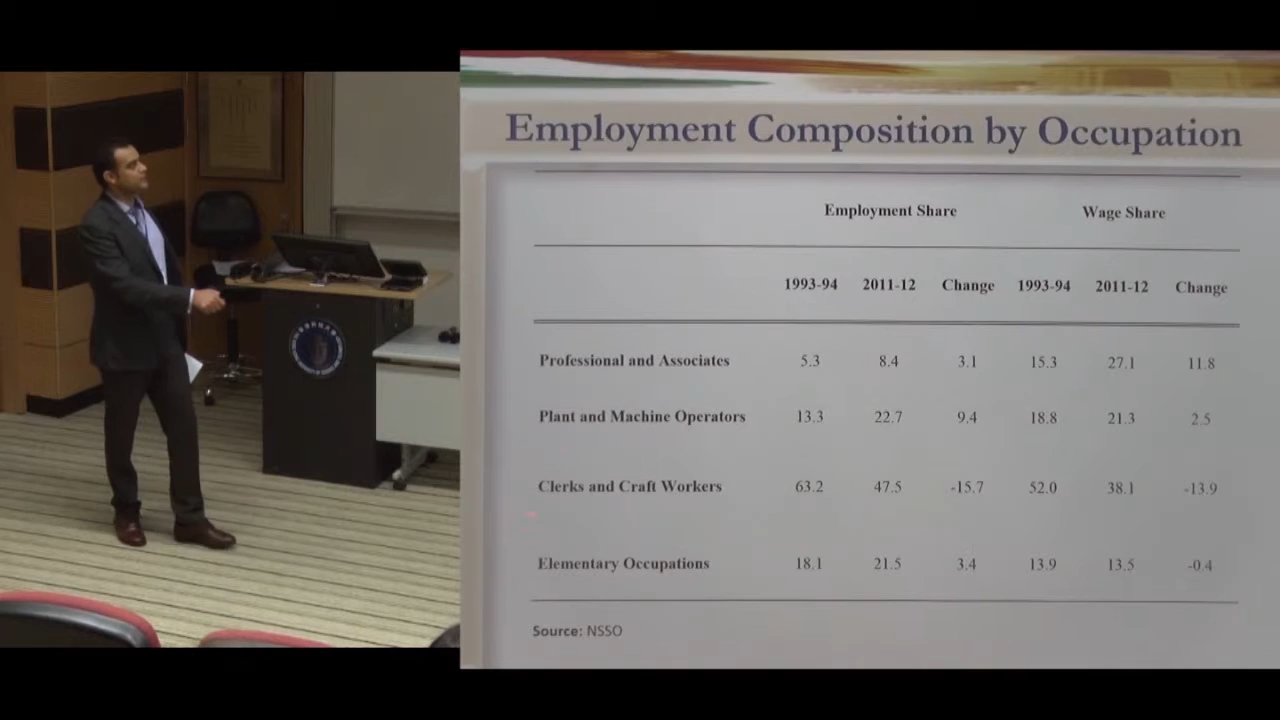 Employment Composition by Occupation
Employment Share Wage Share
1993-94 2011-12 Change 1993-94 2011-12 Change
Professional and Associates 5.3 8.4 3.1 15.3 27.1 11.8
Plant and Machine Operators 13.3 22.7 9.4 18.8 21.3 2.5
Clerks and Craft Workers 63.2 47.5 -15.7 52.0 38.1 -13.9
Elementary Occupations 18.1 21.5 3.4 13.9 13.5 -0.4
Source: NSSO